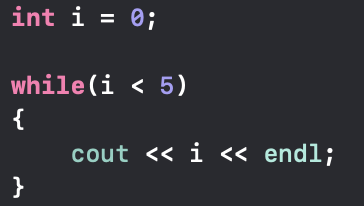 int i = 0;

while(i < 5)
{
    cout << i << endl;
}